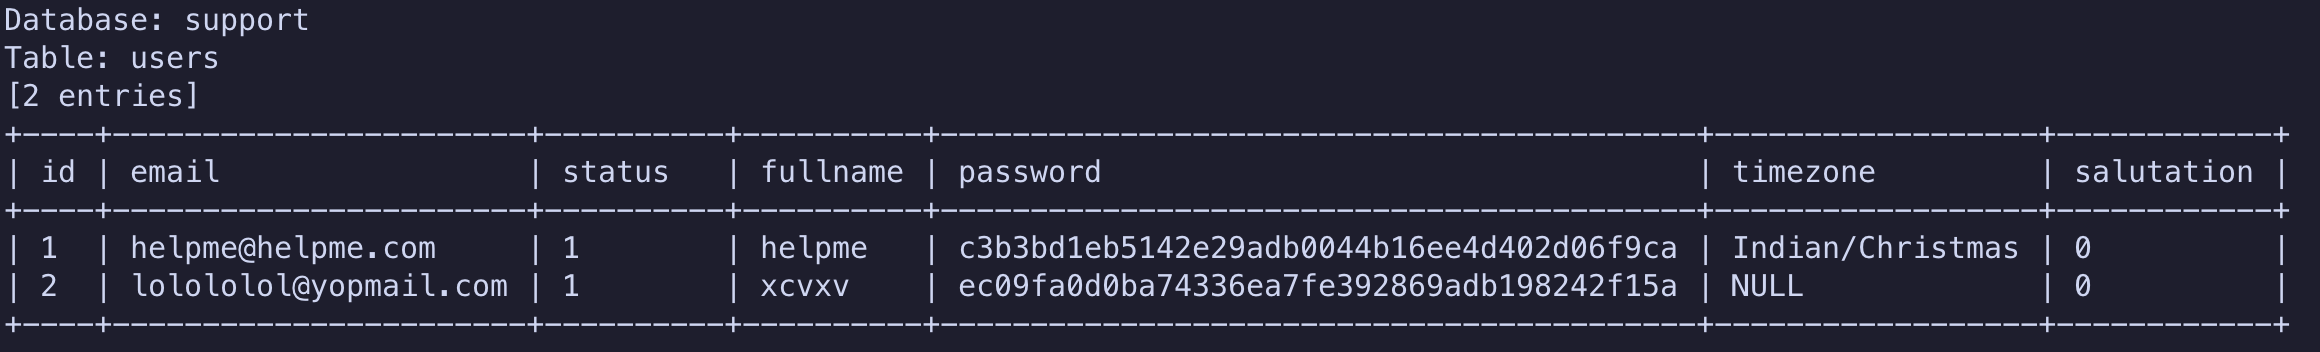 Database: support
Table: users
[2 entries]
+----+-----------------------+----------+----------+------------------------------------------+------------------+------------+
| id | email                 | status   | fullname | password                                 | timezone         | salutation |
+----+-----------------------+----------+----------+------------------------------------------+------------------+------------+
| 1  | helpme@helpme.com     | 1        | helpme   | c3b3bd1eb5142e29adb0044b16ee4d402d06f9ca | Indian/Christmas | 0          |
| 2  | lolololol@yopmail.com | 1        | xcvxv    | ec09fa0d0ba74336ea7fe392869adb198242f15a | NULL             | 0          |
+----+-----------------------+----------+----------+------------------------------------------+------------------+------------+